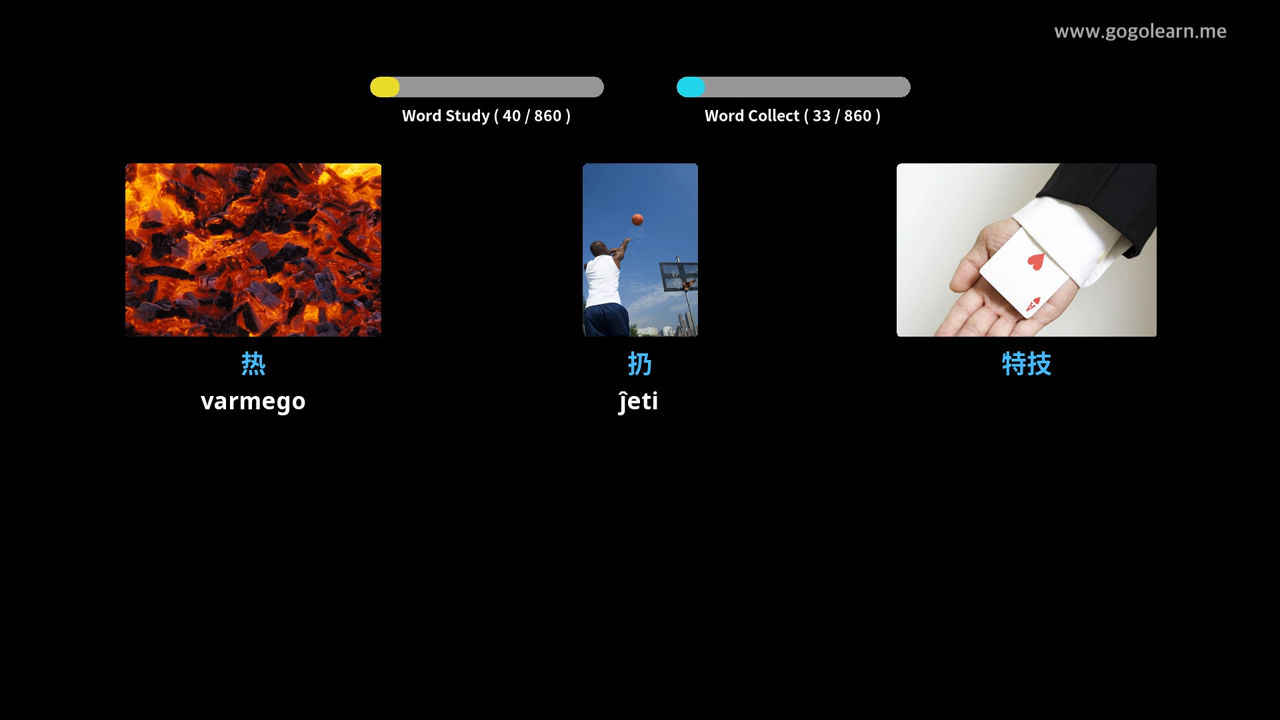 www.gogolearn.me
Word Study ( 40 / 860 )
Word Collect ( 33 / 860 )
热
扔
特技
varmego
ĵeti